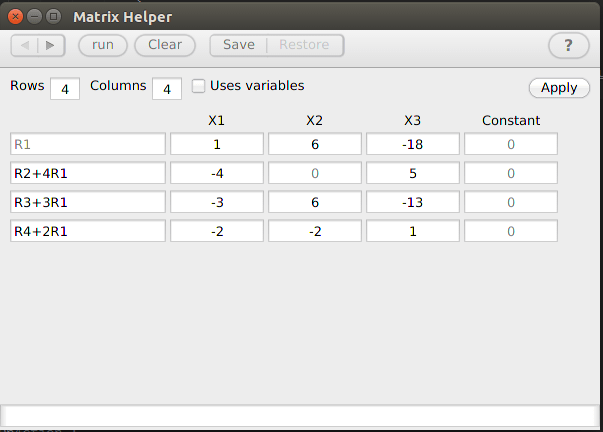 Matrix Helper
run Clear Save Restore ?
Rows 4 Columns 4 Uses variables Apply
X1 X2 X3 Constant
R1 1 6 -18 0
R2+4R1 -4 0 5 0
R3+3R1 -3 6 -13 0
R4+2R1 -2 -2 1 0